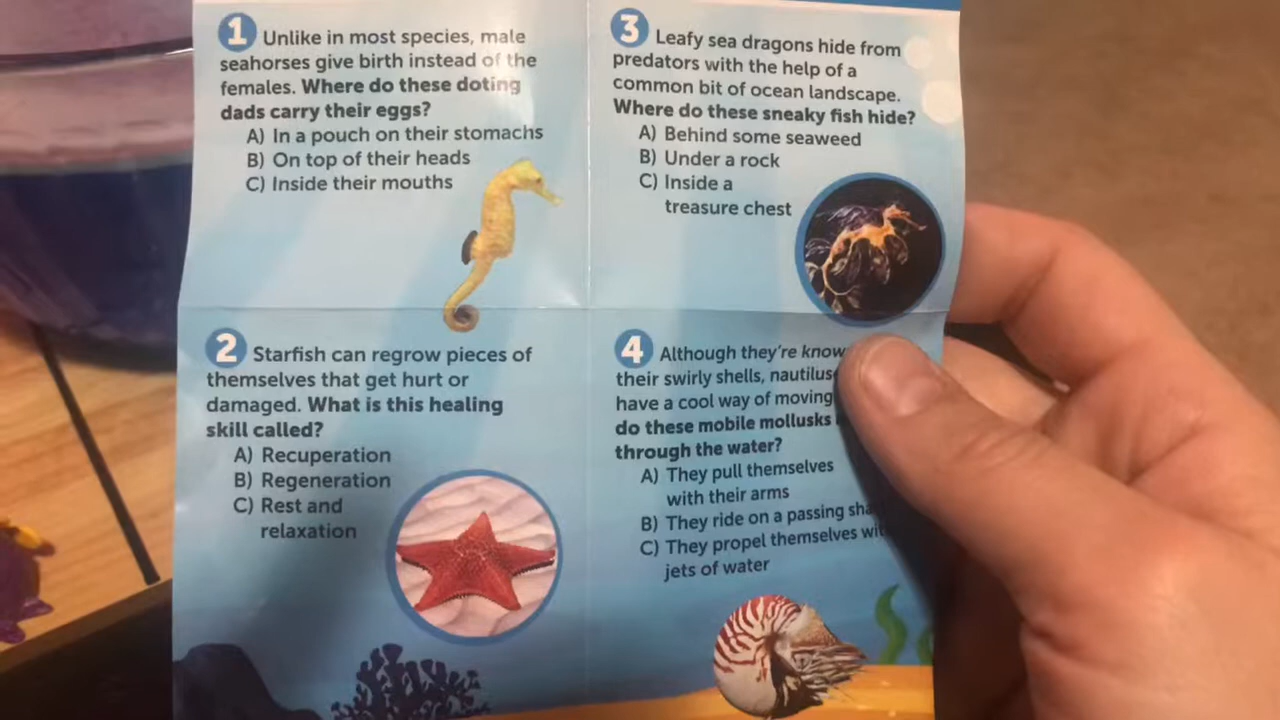 1 Unlike in most species, male
seahorses give birth instead of the
females. Where do these doting
dads carry their eggs?
A) In a pouch on their stomachs
B) On top of their heads
C) Inside their mouths
2 Starfish can regrow pieces of
themselves that get hurt or
damaged. What is this healing
skill called?
A) Recuperation
B) Regeneration
C) Rest and
relaxation
3 Leafy sea dragons hide from
predators with the help of a
common bit of ocean landscape.
Where do these sneaky fish hide?
A) Behind some seaweed
B) Under a rock
C) Inside a
treasure chest
4 Although they're know
their swirly shells, nautilus
have a cool way of moving
do these mobile mollusks
through the water?
A) They pull themselves
with their arms
B) They ride on a passing sha
C) They propel themselves wit
jets of water